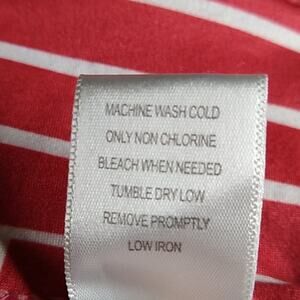 MACHINE WASH COLD
ONLY NON CHLORINE
BLEACH WHEN NEEDED
TUMBLE DRY LOW
REMOVE PROMPTLY
LOW IRON